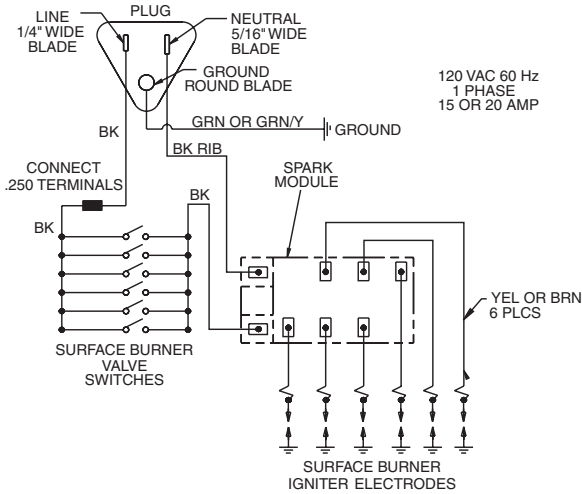 PLUG
LINE
1/4" WIDE
BLADE
NEUTRAL
5/16" WIDE
BLADE
GROUND
ROUND BLADE
120 VAC 60 Hz
1 PHASE
15 OR 20 AMP
GRN OR GRN/Y
GROUND
BK
BK RIB
CONNECT
.250 TERMINALS
SPARK
MODULE
BK
BK
YEL OR BRN
6 PLCS
SURFACE BURNER
VALVE
SWITCHES
SURFACE BURNER
IGNITER ELECTRODES